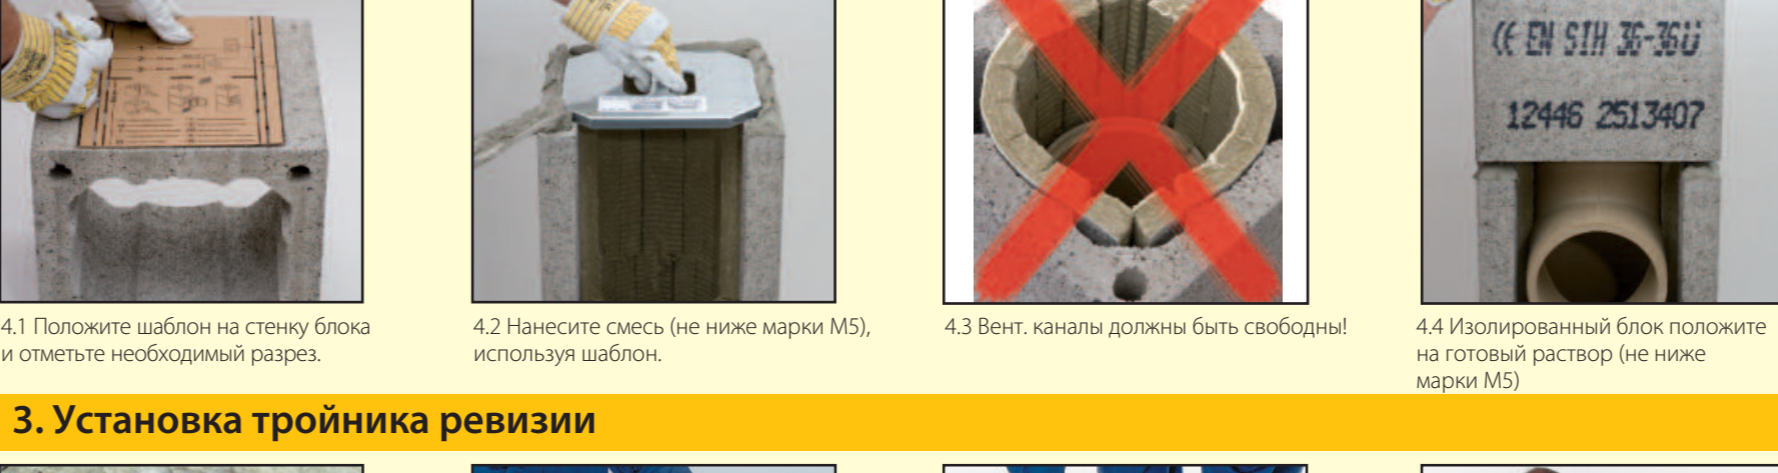 CE EN SIH 36-36Ü
12446 2513407
4.1 Положите шаблон на стенку блока
и отметьте необходимый разрез.
4.2 Нанесите смесь (не ниже марки М5),
используя шаблон.
4.3 Вент. каналы должны быть свободны!
4.4 Изолированный блок положите
на готовый раствор (не ниже
марки М5)
3. Установка тройника ревизии